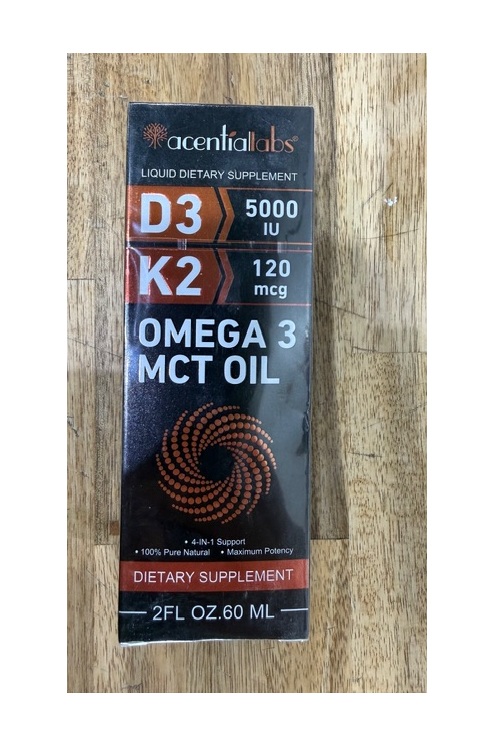 acentiallabs®
LIQUID DIETARY SUPPLEMENT
D3 5000 IU
K2 120 mcg
OMEGA 3
MCT OIL
• 4-IN-1 Support
• 100% Pure Natural • Maximum Potency
DIETARY SUPPLEMENT
2FL OZ.60 ML